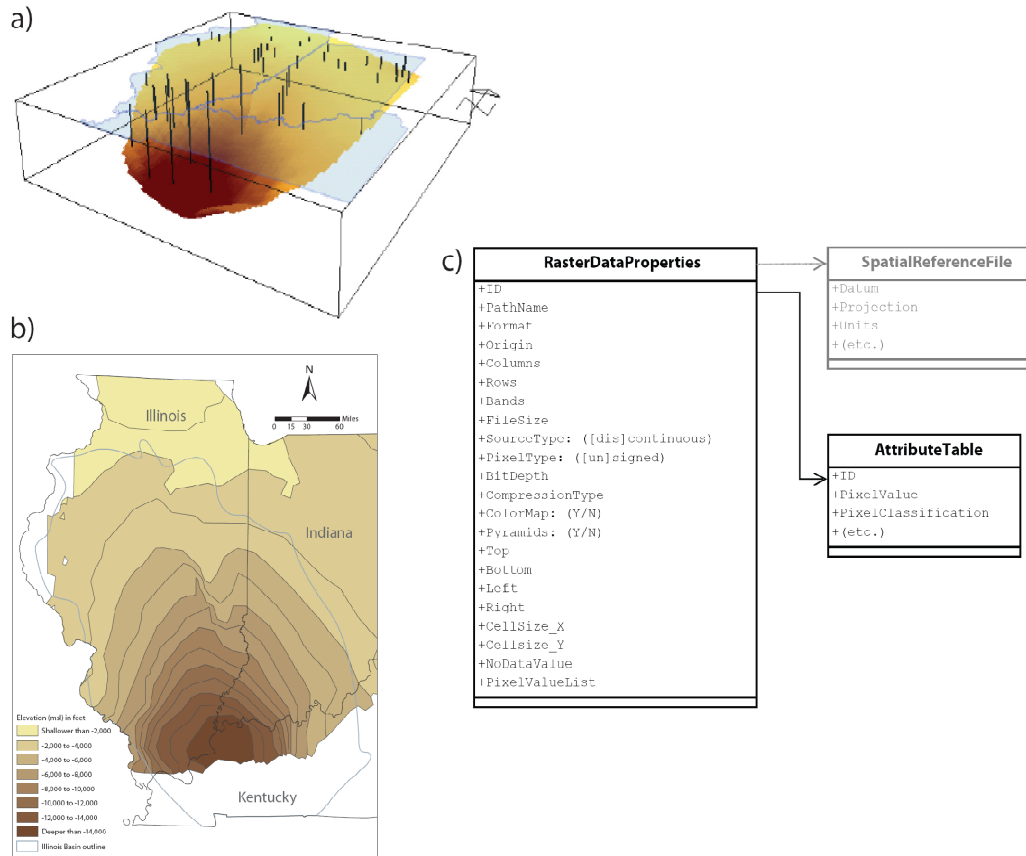 a)
b)
N
0 15 30 60 Miles
Illinois
Indiana
Kentucky
Elevation (msl) in feet
Shallower than -2,000
-2,000 to -4,000
-4,000 to -6,000
-6,000 to -8,000
-8,000 to -10,000
-10,000 to -12,000
-12,000 to -14,000
Deeper than -14,000
Illinois Basin outline
c)
RasterDataProperties
+ID
+PathName
+Format
+Origin
+Columns
+Rows
+Bands
+FileSize
+SourceType: ([dis]continuous)
+PixelType: ([un]signed)
+BitDepth
+CompressionType
+ColorMap: (Y/N)
+Pyramids: (Y/N)
+Top
+Bottom
+Left
+Right
+CellSize_X
+Cellsize_Y
+NoDataValue
+PixelValueList
SpatialReferenceFile
+Datum
+Projection
+Units
+(etc.)
AttributeTable
+ID
+PixelValue
+PixelClassification
+(etc.)